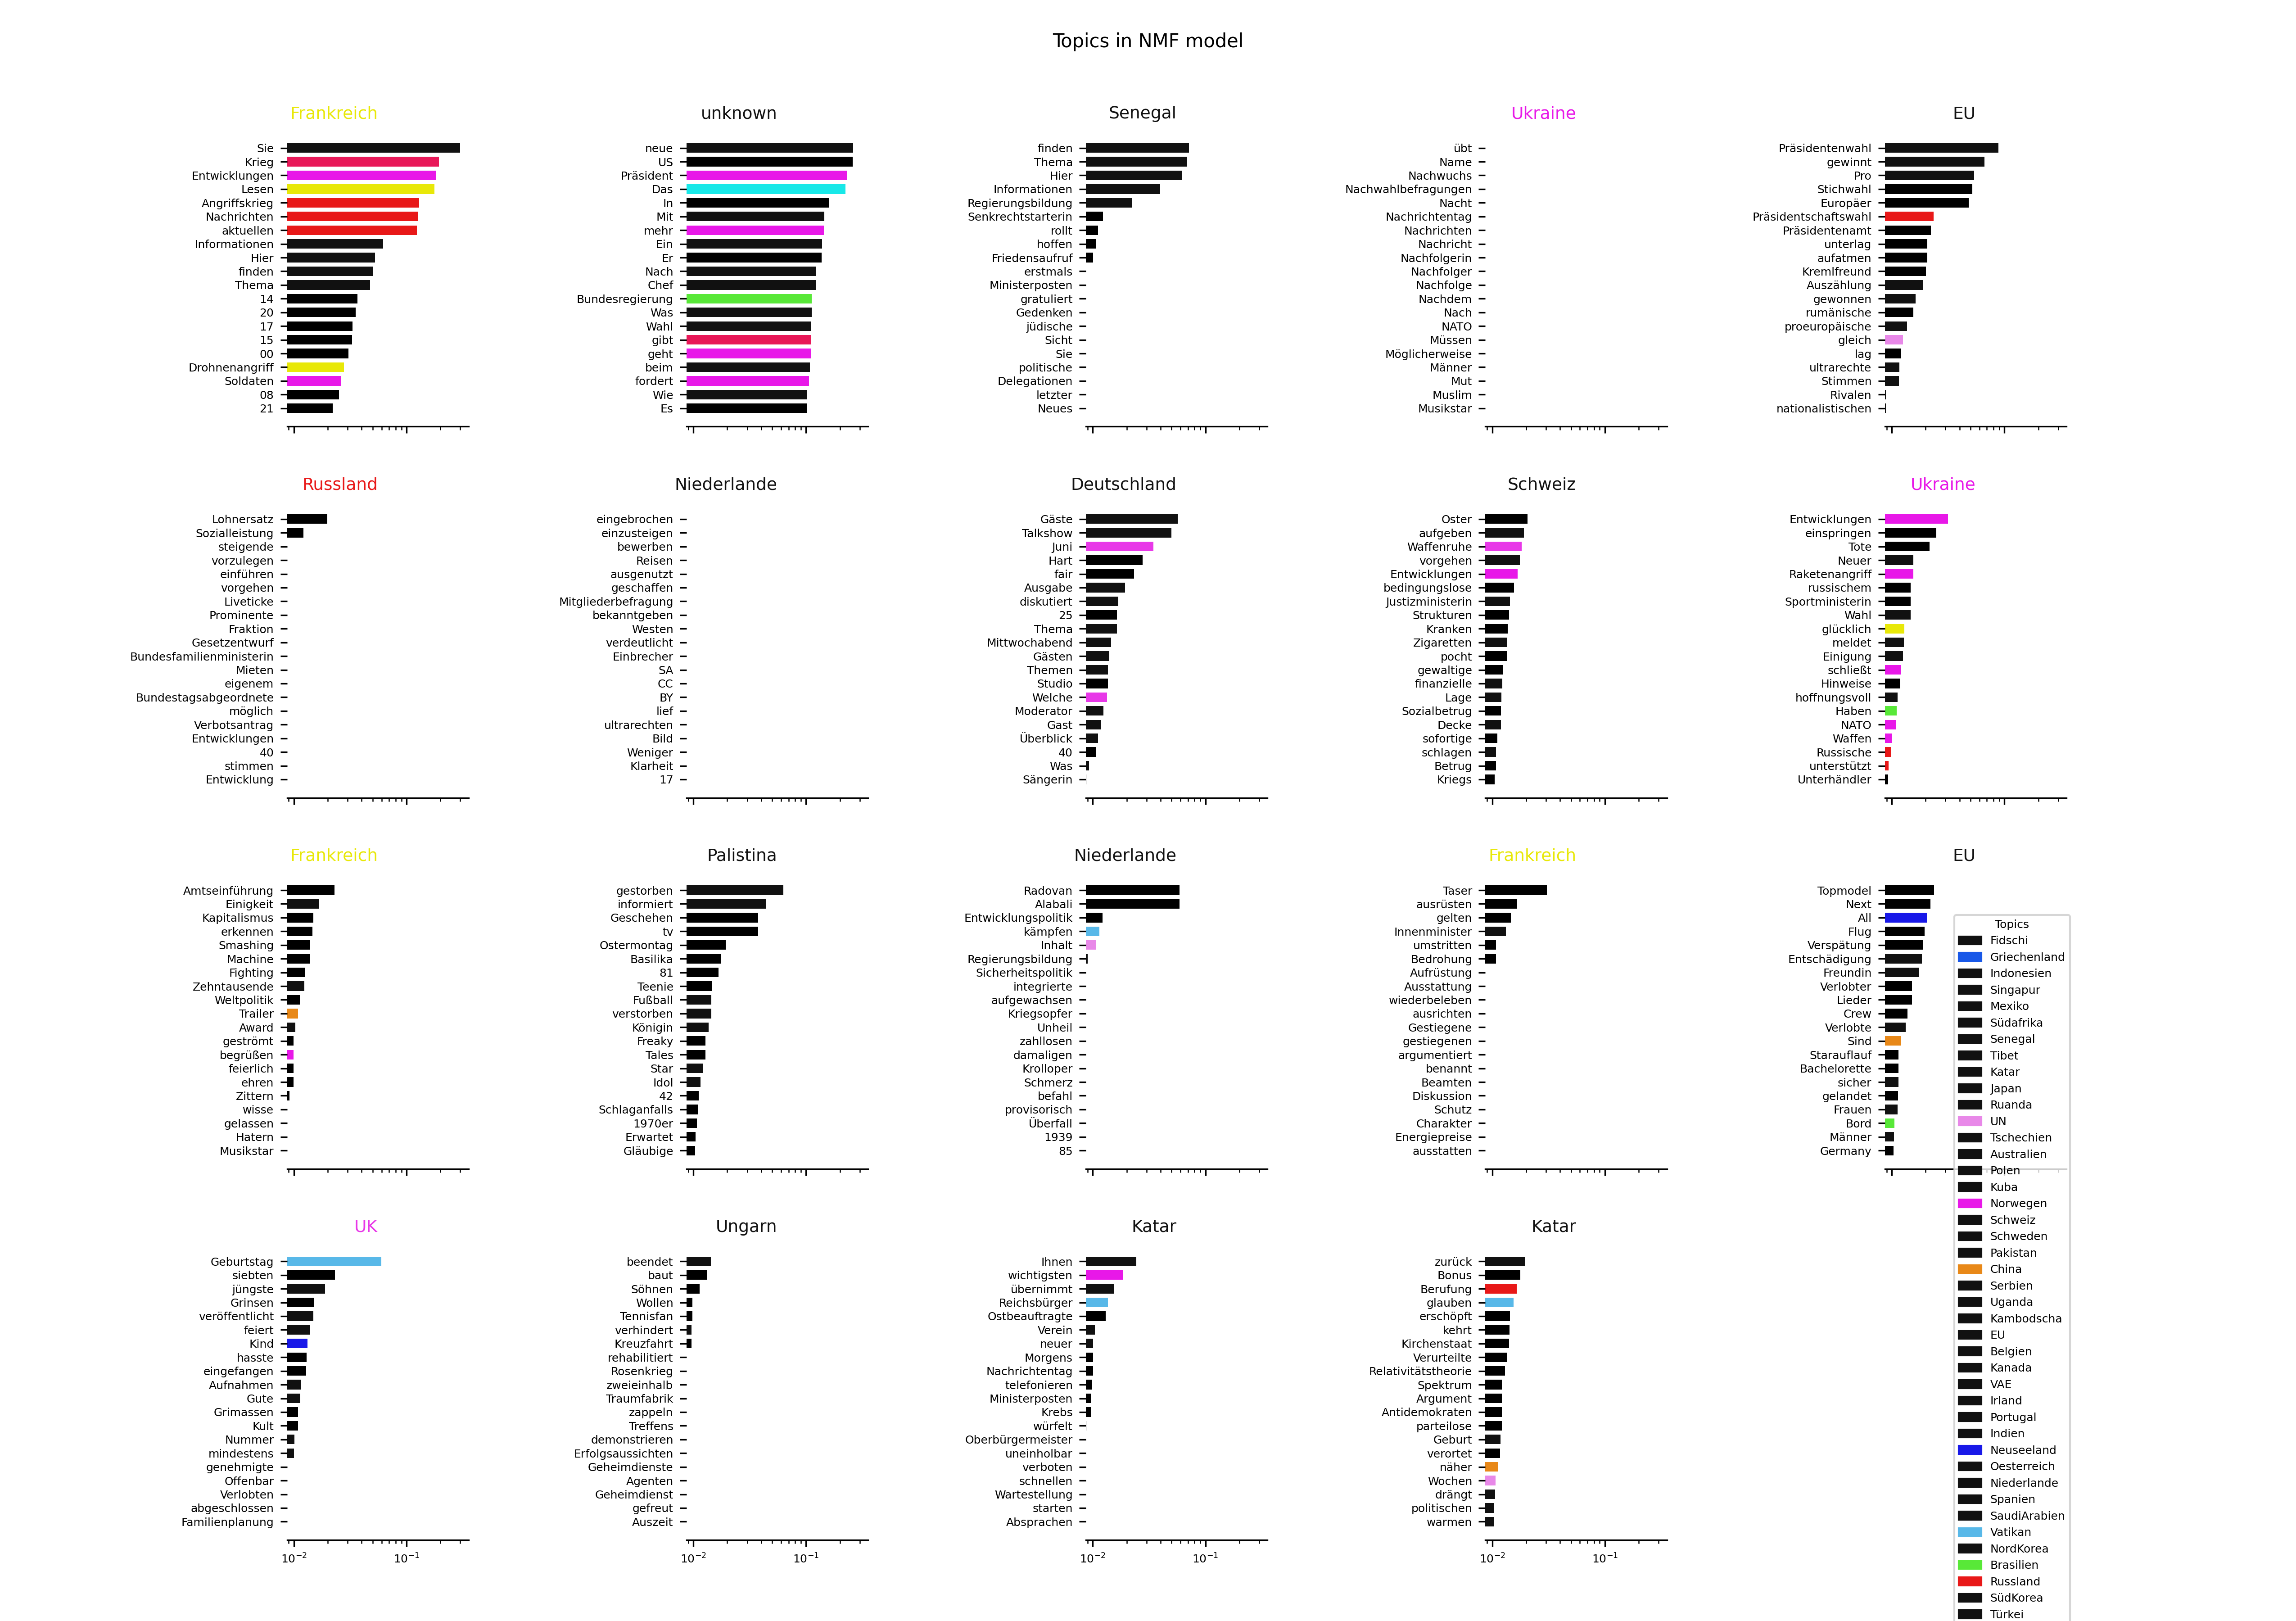 Topics in NMF model
Frankreich
Sie
Krieg
Entwicklungen
Lesen
Angriffskrieg
Nachrichten
aktuellen
Informationen
Hier
finden
Thema
14
20
17
15
00
Drohnenangriff
Soldaten
08
21
unknown
neue
US
Präsident
Das
In
Mit
mehr
Ein
Er
Nach
Chef
Bundesregierung
Was
Wahl
gibt
geht
beim
fordert
Wie
Es
Senegal
finden
Thema
Hier
Informationen
Regierungsbildung
Senkrechtstarterin
rollt
hoffen
Friedensaufruf
erstmals
Ministerposten
gratuliert
Gedenken
jüdische
Sicht
Sie
politische
Delegationen
letzter
Neues
Ukraine
übt
Name
Nachwuchs
Nachwahlbefragungen
Nacht
Nachrichtentag
Nachrichten
Nachricht
Nachfolgerin
Nachfolger
Nachfolge
Nachdem
Nach
NATO
Müssen
Möglicherweise
Männer
Mut
Muslim
Musikstar
EU
Präsidentenwahl
gewinnt
Pro
Stichwahl
Europäer
Präsidentschaftswahl
Präsidentenamt
unterlag
aufatmen
Kremlfreund
Auszählung
gewonnen
rumänische
proeuropäische
gleich
lag
ultrarechte
Stimmen
Rivalen
nationalistischen
Russland
Lohnersatz
Sozialleistung
steigende
vorzulegen
einführen
vorgehen
Liveticke
Prominente
Fraktion
Gesetzentwurf
Bundesfamilienministerin
Mieten
eigenem
Bundestagsabgeordnete
möglich
Verbotsantrag
Entwicklungen
40
stimmen
Entwicklung
Niederlande
eingebrochen
einzusteigen
bewerben
Reisen
ausgenutzt
geschaffen
Mitgliederbefragung
bekanntgeben
Westen
verdeutlicht
Einbrecher
SA
CC
BY
lief
ultrarechten
Bild
Weniger
Klarheit
17
Deutschland
Gäste
Talkshow
Juni
Hart
fair
Ausgabe
diskutiert
25
Thema
Mittwochabend
Gästen
Themen
Studio
Welche
Moderator
Gast
Überblick
40
Was
Sängerin
Schweiz
Oster
aufgeben
Waffenruhe
vorgehen
Entwicklungen
bedingungslose
Justizministerin
Strukturen
Kranken
Zigaretten
pocht
gewaltige
finanzielle
Lage
Sozialbetrug
Decke
sofortige
schlagen
Betrug
Kriegs
Ukraine
Entwicklungen
einspringen
Tote
Neuer
Raketenangriff
russischem
Sportministerin
Wahl
glücklich
meldet
Einigung
schließt
Hinweise
hoffnungsvoll
Haben
NATO
Waffen
Russische
unterstützt
Unterhändler
Frankreich
Amtseinführung
Einigkeit
Kapitalismus
erkennen
Smashing
Machine
Fighting
Zehntausende
Weltpolitik
Trailer
Award
geströmt
begrüßen
feierlich
ehren
Zittern
wisse
gelassen
Hatern
Musikstar
Palistina
gestorben
informiert
Geschehen
tv
Ostermontag
Basilika
81
Teenie
Fußball
verstorben
Königin
Freaky
Tales
Star
Idol
42
Schlaganfalls
1970er
Erwartet
Gläubige
Niederlande
Radovan
Alabali
Entwicklungspolitik
kämpfen
Inhalt
Regierungsbildung
Sicherheitspolitik
integrierte
aufgewachsen
Kriegsopfer
Unheil
zahllosen
damaligen
Krolloper
Schmerz
befahl
provisorisch
Überfall
1939
85
Frankreich
Taser
ausrüsten
gelten
Innenminister
umstritten
Bedrohung
Aufrüstung
Ausstattung
wiederbeleben
ausrichten
Gestiegene
gestiegenen
argumentiert
benannt
Beamten
Diskussion
Schutz
Charakter
Energiepreise
ausstatten
EU
Topmodel
Next
All
Flug
Verspätung
Entschädigung
Freundin
Verlobter
Lieder
Crew
Verlobte
Sind
Starauflauf
Bachelorette
sicher
gelandet
Frauen
Bord
Männer
Germany
UK
Geburtstag
siebten
jüngste
Grinsen
veröffentlicht
feiert
Kind
hasste
eingefangen
Aufnahmen
Gute
Grimassen
Kult
Nummer
mindestens
genehmigte
Offenbar
Verlobten
abgeschlossen
Familienplanung
10⁻² 10⁻¹
Ungarn
beendet
baut
Söhnen
Wollen
Tennisfan
verhindert
Kreuzfahrt
rehabilitiert
Rosenkrieg
zweieinhalb
Traumfabrik
zappeln
Treffens
demonstrieren
Erfolgsaussichten
Geheimdienste
Agenten
Geheimdienst
gefreut
Auszeit
10⁻² 10⁻¹
Katar
Ihnen
wichtigsten
übernimmt
Reichsbürger
Ostbeauftragte
Verein
neuer
Morgens
Nachrichtentag
telefonieren
Ministerposten
Krebs
würfelt
Oberbürgermeister
uneinholbar
verboten
schnellen
Wartestellung
starten
Absprachen
10⁻² 10⁻¹
Katar
zurück
Bonus
Berufung
glauben
erschöpft
kehrt
Kirchenstaat
Verurteilte
Relativitätstheorie
Spektrum
Argument
Antidemokraten
parteilose
Geburt
verortet
näher
Wochen
drängt
politischen
warmen
10⁻² 10⁻¹
Topics
Fidschi
Griechenland
Indonesien
Singapur
Mexiko
Südafrika
Senegal
Tibet
Katar
Japan
Ruanda
UN
Tschechien
Australien
Polen
Kuba
Norwegen
Schweiz
Schweden
Pakistan
China
Serbien
Uganda
Kambodscha
EU
Belgien
Kanada
VAE
Irland
Portugal
Indien
Neuseeland
Oesterreich
Niederlande
Spanien
SaudiArabien
Vatikan
NordKorea
Brasilien
Russland
SüdKorea
Türkei